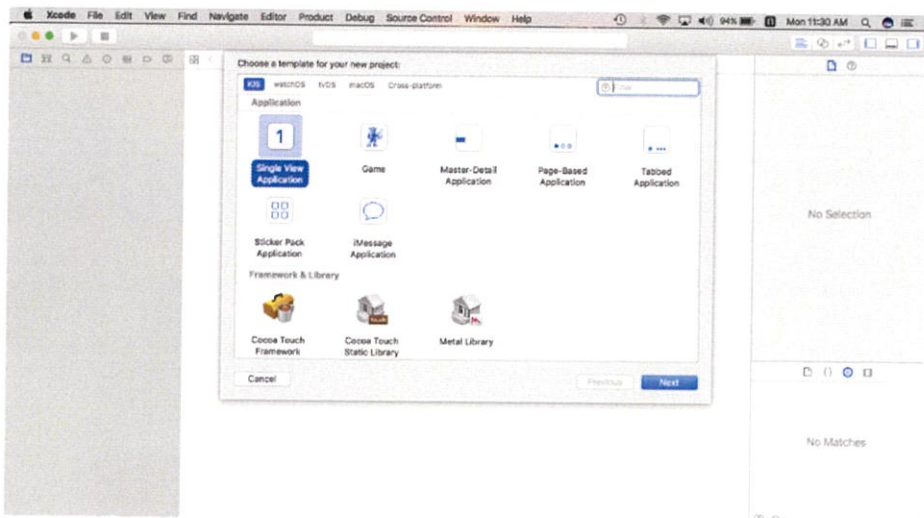 Xcode File Edit View Find Navigate Editor Product Debug Source Control Window Help 94% Mon 11:30 AM
Choose a template for your new project:
iOS watchOS tvOS macOS Cross-platform
Application
1
Single View
Application
Game
Master-Detail
Application
Page-Based
Application
Tabbed
Application
Sticker Pack
Application
iMessage
Application
Framework & Library
Cocoa Touch
Framework
Cocoa Touch
Static Library
Metal Library
Cancel Previous Next
No Selection
No Matches